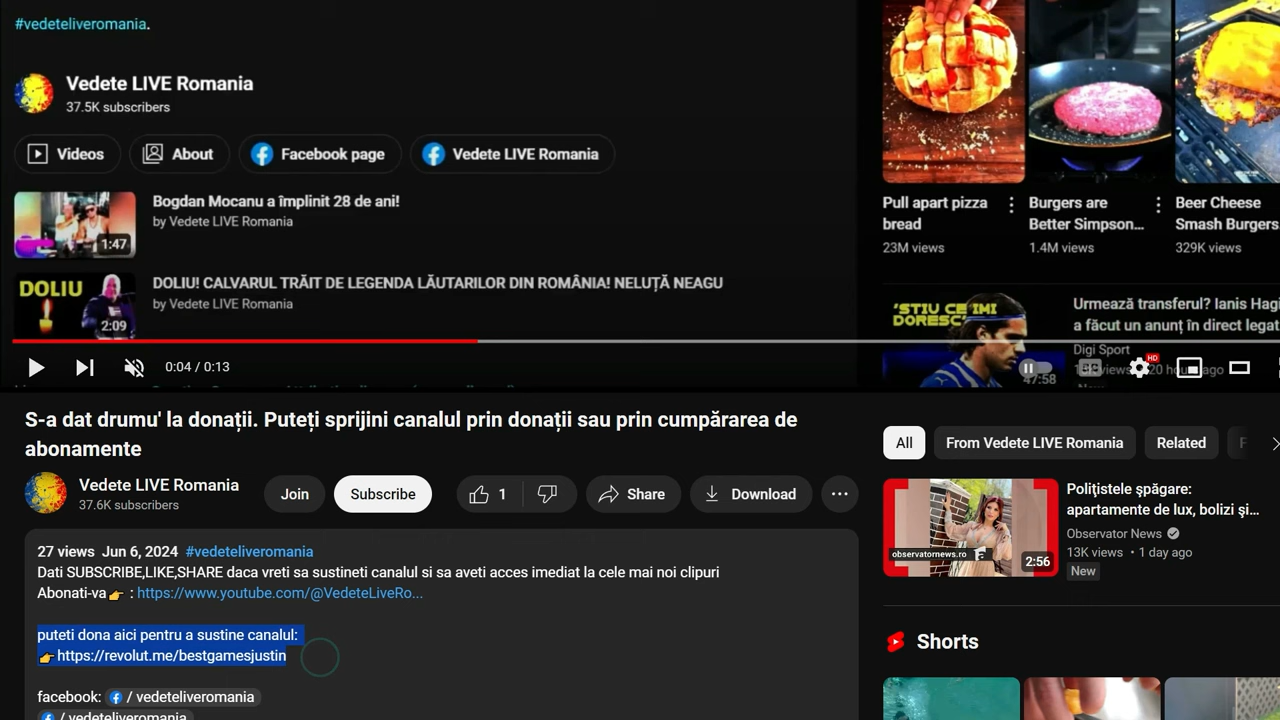 #vedeteliveromania.
Vedete LIVE Romania
37.5K subscribers
Videos
About
Facebook page
Vedete LIVE Romania
Bogdan Mocanu a împlinit 28 de ani!
by Vedete LIVE Romania
1:47
DOLIU! CALVARUL TRĂIT DE LEGENDA LĂUTARILOR DIN ROMÂNIA! NELUȚĂ NEAGU
by Vedete LIVE Romania
DOLIU
2:09
0:04 / 0:13
Pull apart pizza
bread
23M views
Burgers are
Better Simpson...
1.4M views
Beer Cheese
Smash Burgers
329K views
'ȘTIU CE ÎMI
DORESC'
47:58
Urmează transferul? Ianis Hagi
a făcut un anunț în direct legat
Digi Sport
HD
S-a dat drumu' la donații. Puteți sprijini canalul prin donații sau prin cumpărarea de
abonamente
Vedete LIVE Romania
37.6K subscribers
Join
Subscribe
1
Share
Download
27 views Jun 6, 2024 #vedeteliveromania
Dati SUBSCRIBE,LIKE,SHARE daca vreti sa sustineti canalul si sa aveti acces imediat la cele mai noi clipuri
Abonati-va👉 : https://www.youtube.com/@VedeteLiveRo...
puteti dona aici pentru a sustine canalul:
👉https://revolut.me/bestgamesjustin
facebook: / vedeteliveromania
/ vedeteliveromania
All
From Vedete LIVE Romania
Related
observatornews.ro
2:56
Polițistele șpăgare:
apartamente de lux, bolizi și...
Observator News
13K views • 1 day ago
New
Shorts